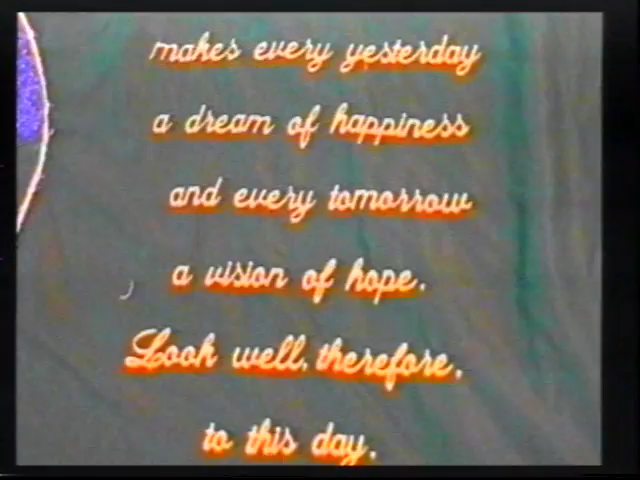 makes every yesterday
a dream of happiness
and every tomorrow
a vision of hope.
Look well, therefore,
to this day.